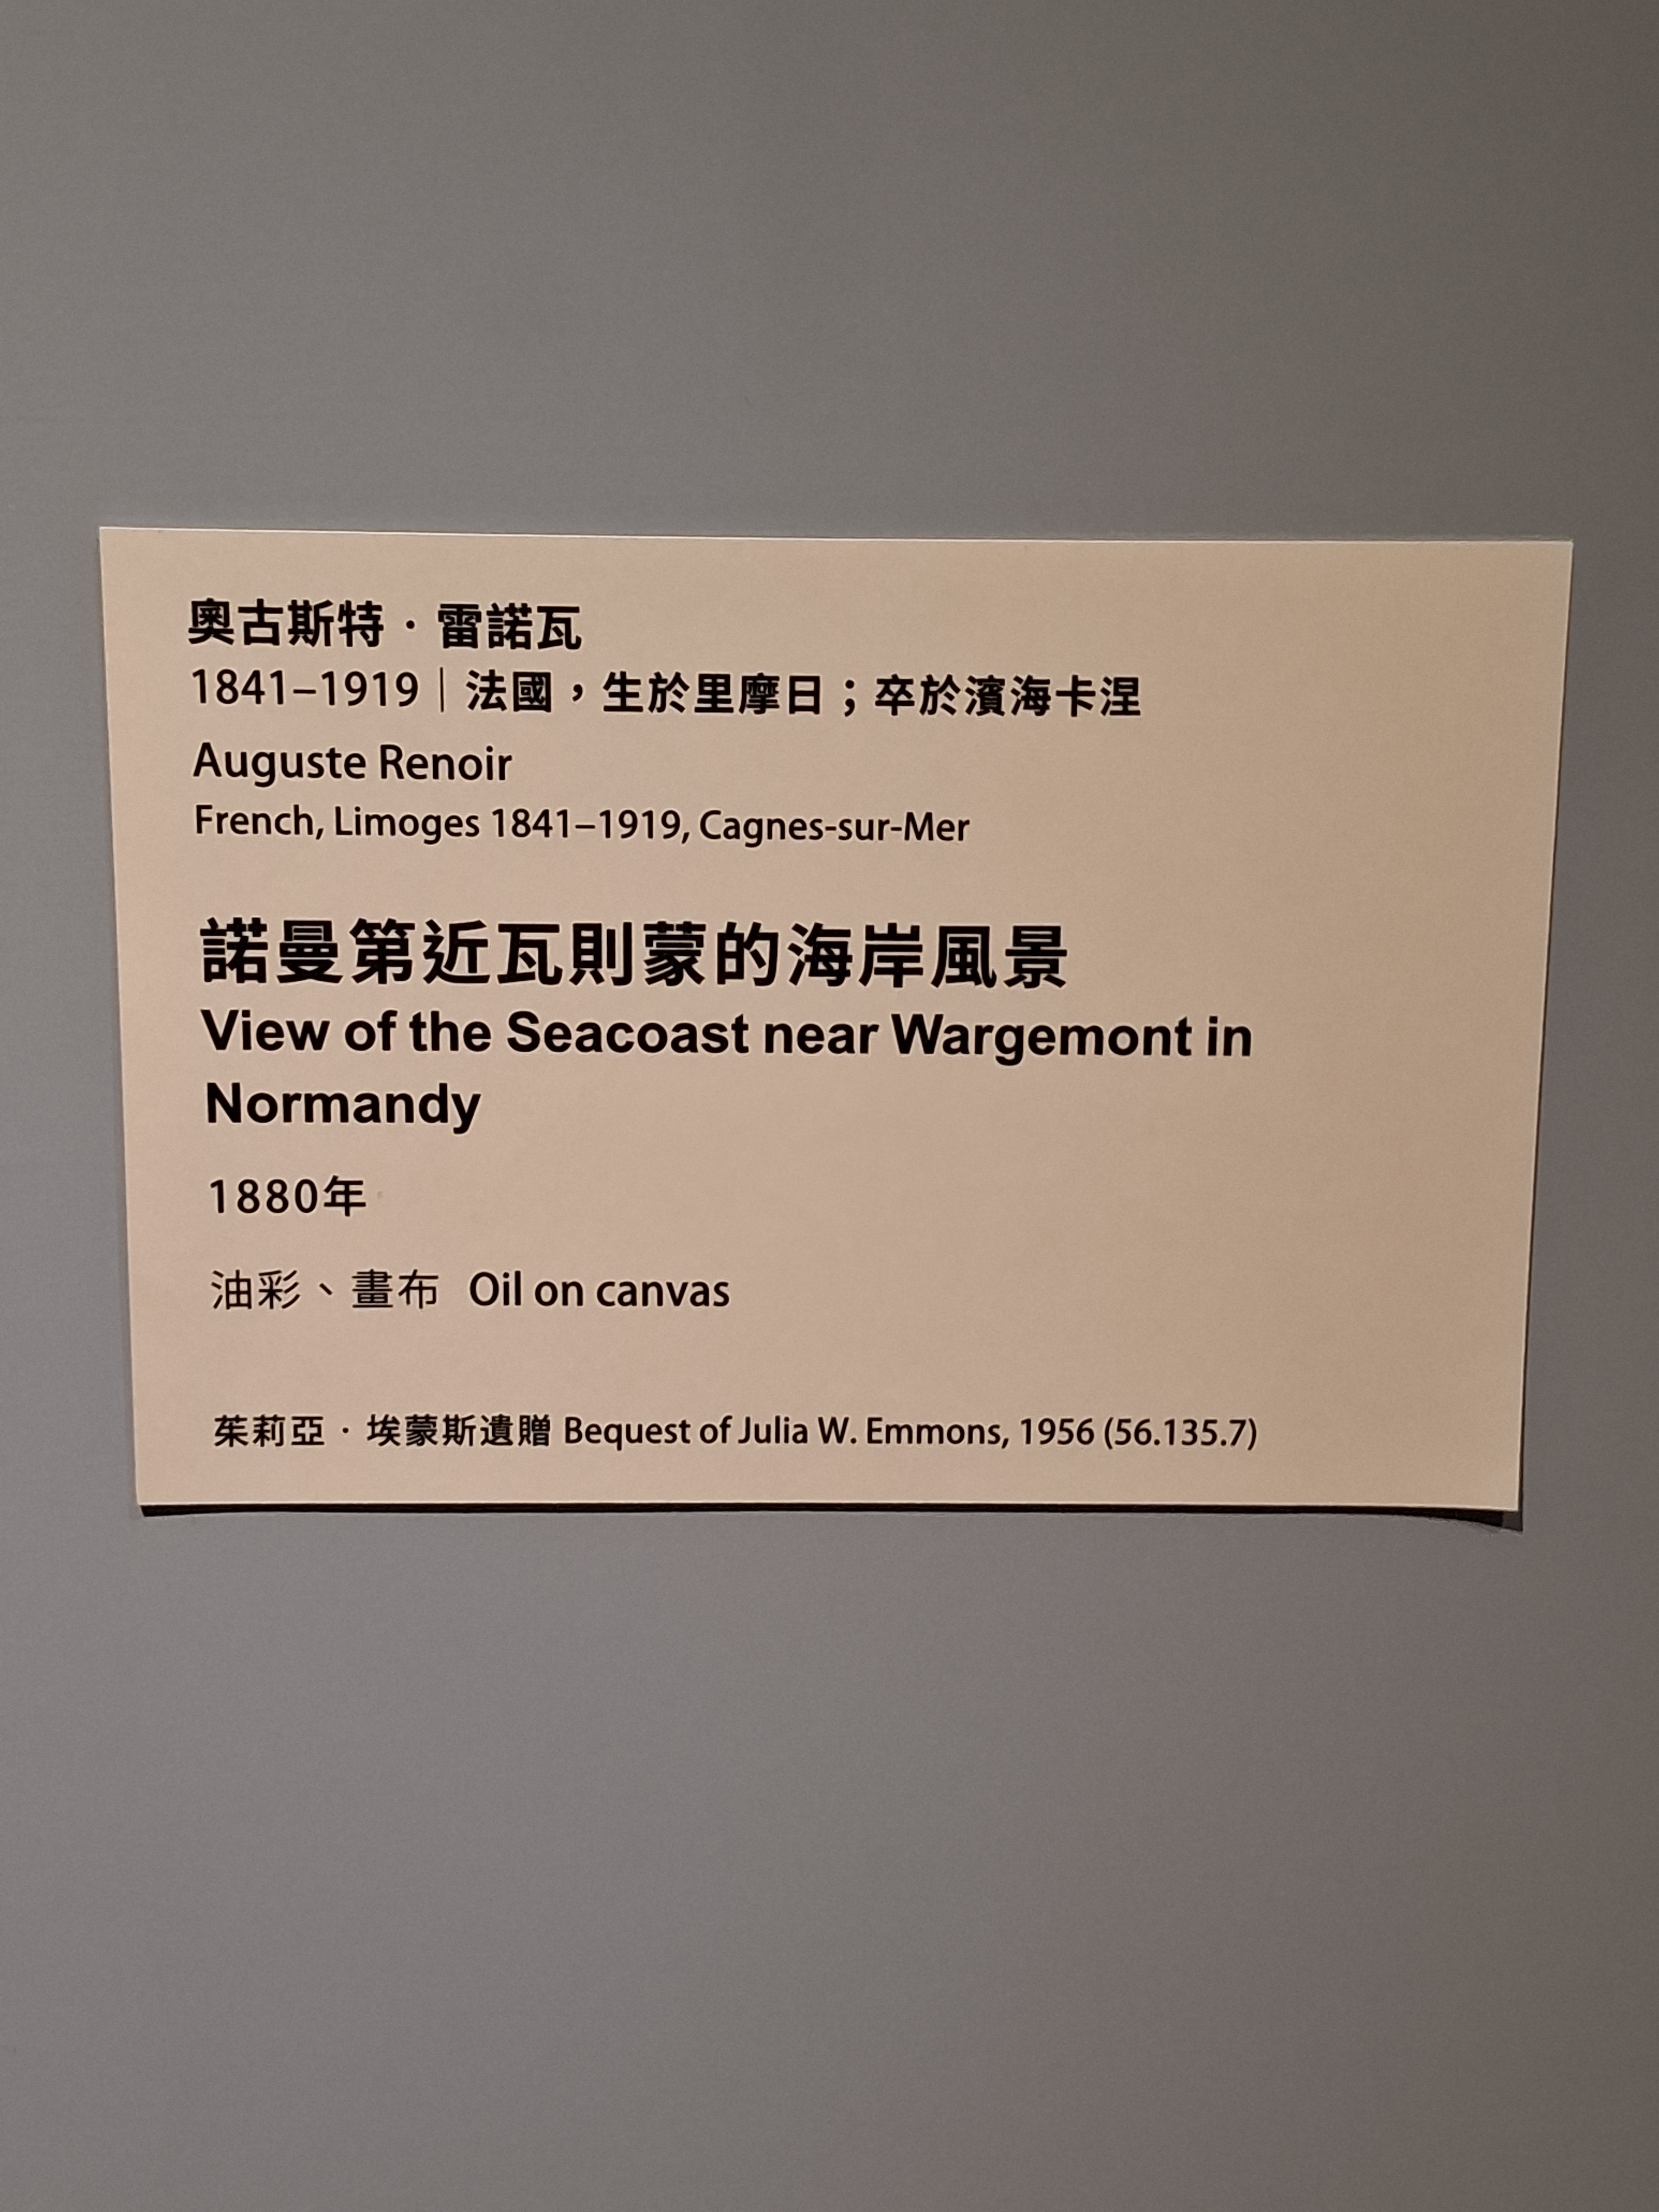 奧古斯特・雷諾瓦
1841–1919｜法國，生於里摩日；卒於濱海卡涅
Auguste Renoir
French, Limoges 1841–1919, Cagnes-sur-Mer
諾曼第近瓦則蒙的海岸風景
View of the Seacoast near Wargemont in
Normandy
1880年
油彩、畫布 Oil on canvas
茱莉亞・埃蒙斯遺贈 Bequest of Julia W. Emmons, 1956 (56.135.7)